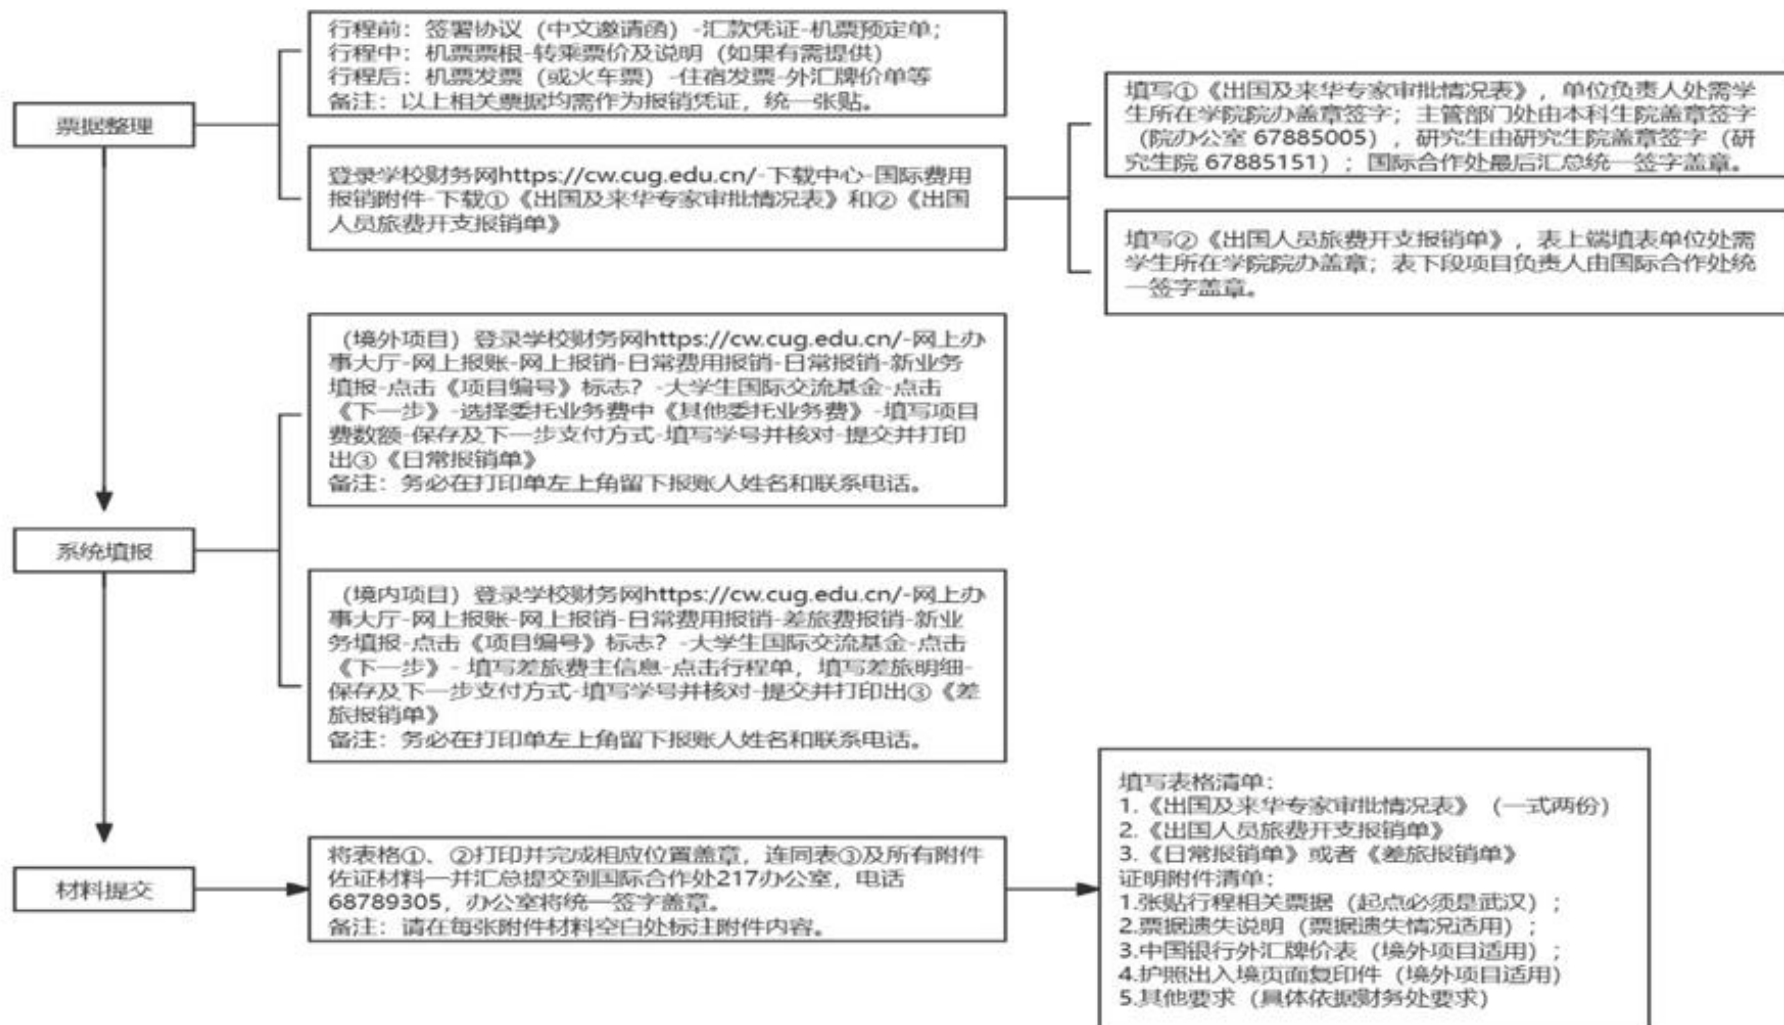 票据整理
行程前：签署协议（中文邀请函）-汇款凭证-机票预定单；
行程中：机票票根-转乘票价及说明（如果有需提供）
行程后：机票发票（或火车票）-住宿发票-外汇牌价单等
备注：以上相关票据均需作为报销凭证，统一张贴。
登录学校财务网https://cw.cug.edu.cn/-下载中心-国际费用
报销附件-下载①《出国及来华专家审批情况表》和②《出国
人员旅费开支报销单》
填写①《出国及来华专家审批情况表》，单位负责人处需学
生所在学院院办盖章签字；主管部门处由本科生院盖章签字
（院办公室 67885005），研究生由研究生院盖章签字（研
究生院 67885151）；国际合作处最后汇总统一签字盖章。
填写②《出国人员旅费开支报销单》，表上端填表单位处需
学生所在学院院办盖章；表下段项目负责人由国际合作处统
一签字盖章。
系统填报
（境外项目）登录学校财务网https://cw.cug.edu.cn/-网上办
事大厅-网上报账-网上报销-日常费用报销-日常报销-新业务
填报-点击《项目编号》标志？-大学生国际交流基金-点击
《下一步》-选择委托业务费中《其他委托业务费》-填写项目
费数额-保存及下一步支付方式-填写学号并核对-提交并打印
出③《日常报销单》
备注：务必在打印单左上角留下报账人姓名和联系电话。
（境内项目）登录学校财务网https://cw.cug.edu.cn/-网上办
事大厅-网上报账-网上报销-日常费用报销-差旅费报销-新业
务填报-点击《项目编号》标志？-大学生国际交流基金-点击
《下一步》- 填写差旅费主信息-点击行程单，填写差旅明细-
保存及下一步支付方式-填写学号并核对-提交并打印出③《差
旅报销单》
备注：务必在打印单左上角留下报账人姓名和联系电话。
材料提交
将表格①、②打印并完成相应位置盖章，连同表③及所有附件
佐证材料一并汇总提交到国际合作处217办公室，电话
68789305，办公室将统一签字盖章。
备注：请在每张附件材料空白处标注附件内容。
填写表格清单：
1.《出国及来华专家审批情况表》（一式两份）
2.《出国人员旅费开支报销单》
3.《日常报销单》或者《差旅报销单》
证明附件清单：
1.张贴行程相关票据（起点必须是武汉）；
2.票据遗失说明（票据遗失情况适用）；
3.中国银行外汇牌价表（境外项目适用）；
4.护照出入境页面复印件（境外项目适用）
5.其他要求（具体依据财务处要求）